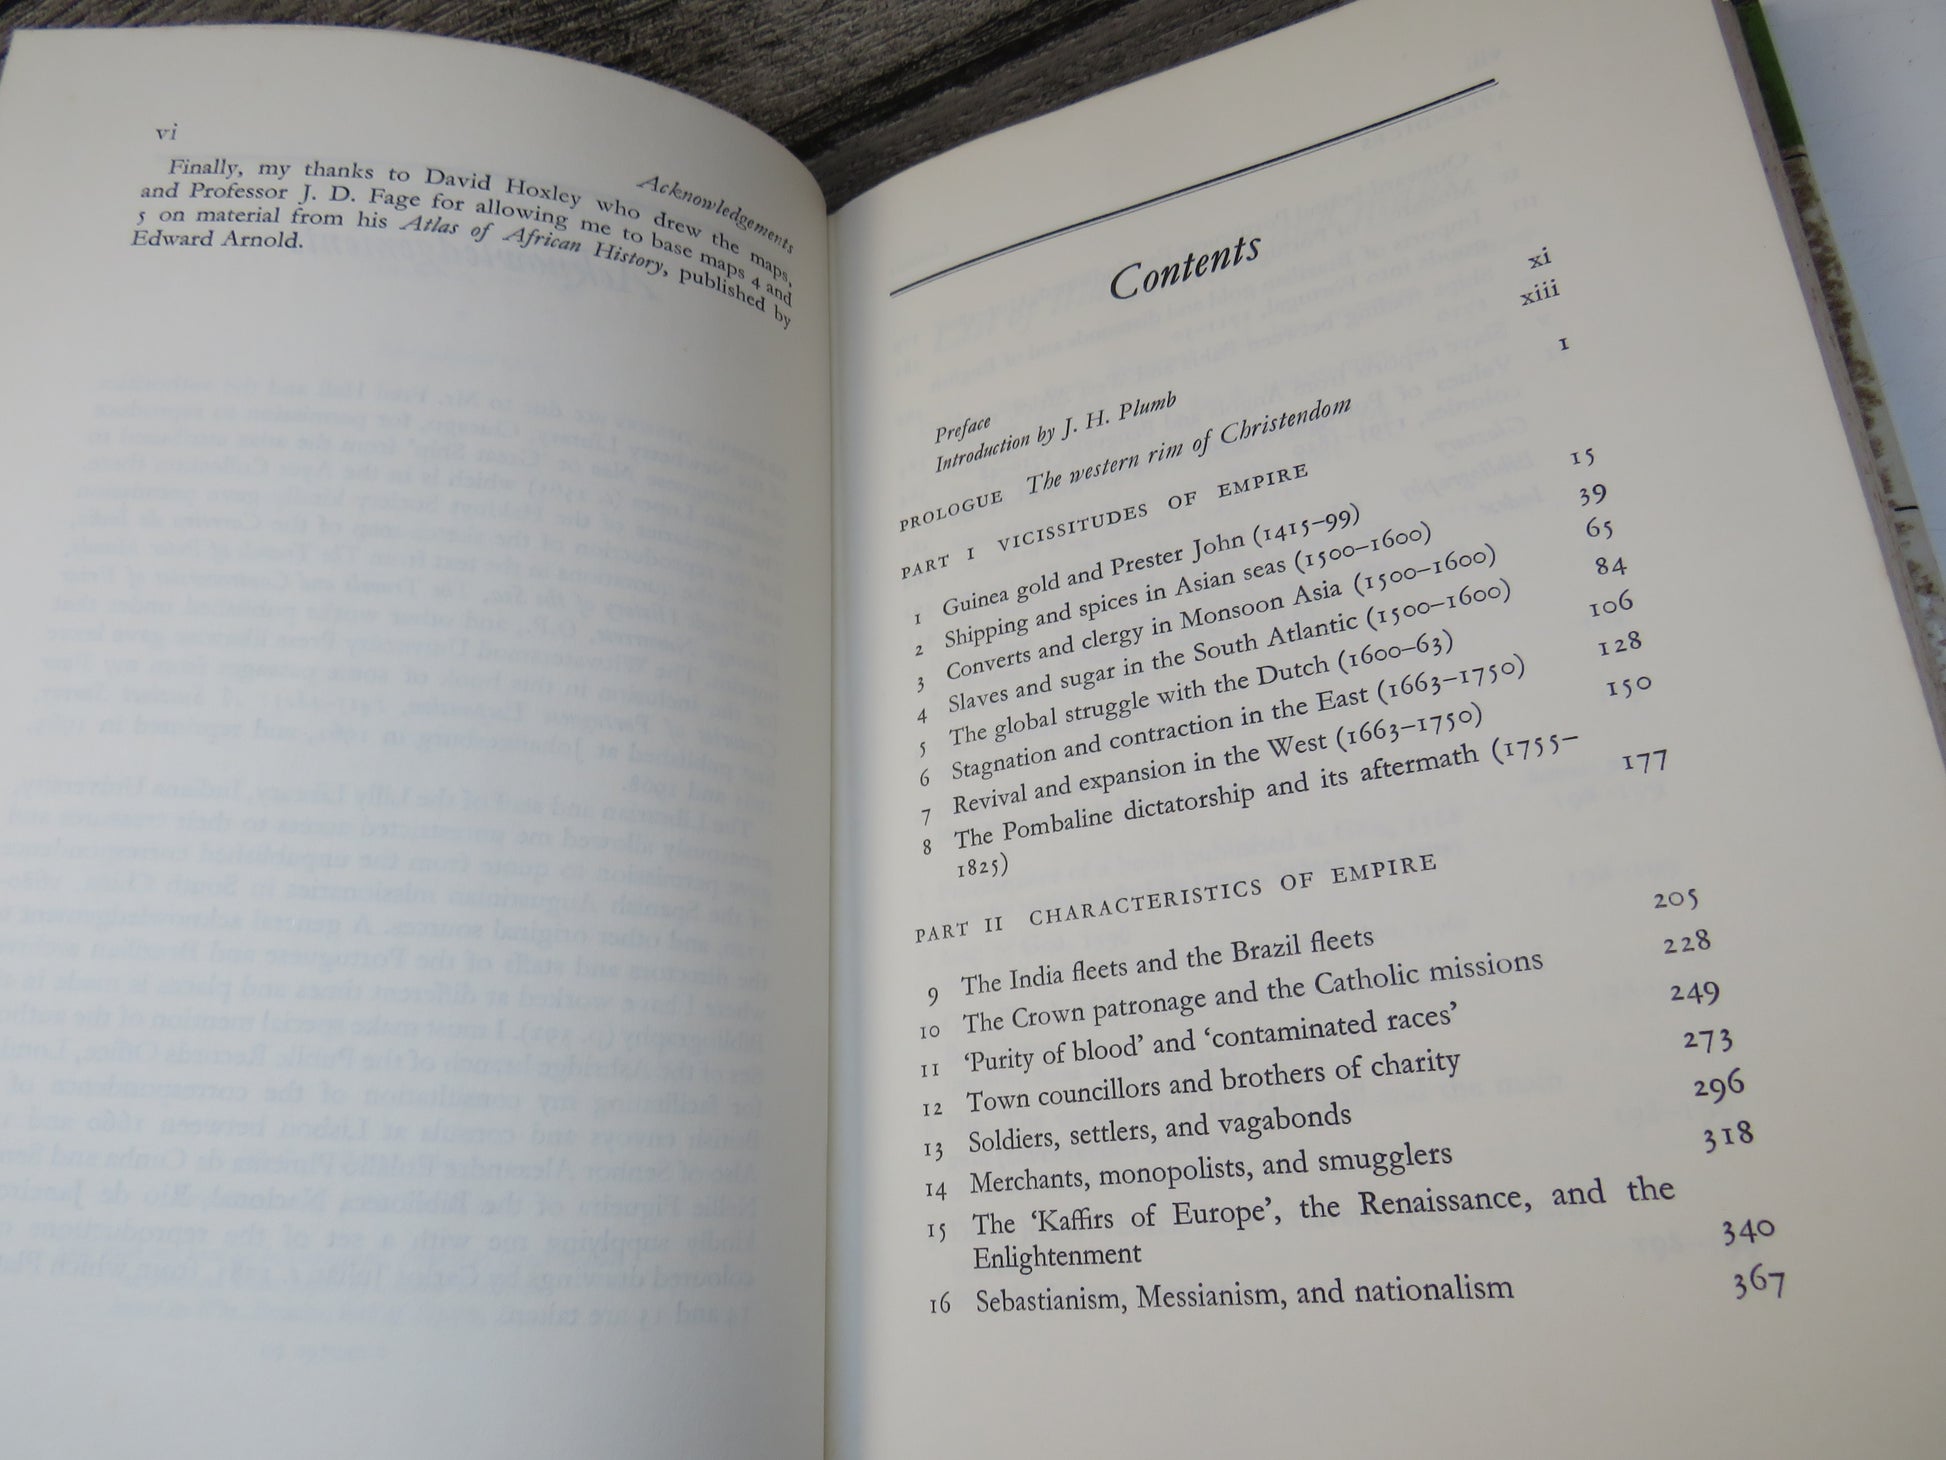 vi
Acknowledgements
Finally, my thanks to David Hoxley who drew the maps,
and Professor J. D. Fage for allowing me to base maps 4 and
5 on material from his Atlas of African History, published by
Edward Arnold.
Contents
Preface xi
Introduction by J. H. Plumb xiii
PROLOGUE The western rim of Christendom 1
PART I VICISSITUDES OF EMPIRE
1 Guinea gold and Prester John (1415–99) 15
2 Shipping and spices in Asian seas (1500–1600) 39
3 Converts and clergy in Monsoon Asia (1500–1600) 65
4 Slaves and sugar in the South Atlantic (1500–1600) 84
5 The global struggle with the Dutch (1600–63) 106
6 Stagnation and contraction in the East (1663–1750) 128
7 Revival and expansion in the West (1663–1750) 150
8 The Pombaline dictatorship and its aftermath (1755–
1825) 177
PART II CHARACTERISTICS OF EMPIRE
9 The India fleets and the Brazil fleets 205
10 The Crown patronage and the Catholic missions 228
11 ‘Purity of blood’ and ‘contaminated races’ 249
12 Town councillors and brothers of charity 273
13 Soldiers, settlers, and vagabonds 296
14 Merchants, monopolists, and smugglers 318
15 The ‘Kaffirs of Europe’, the Renaissance, and the
Enlightenment 340
16 Sebastianism, Messianism, and nationalism 367